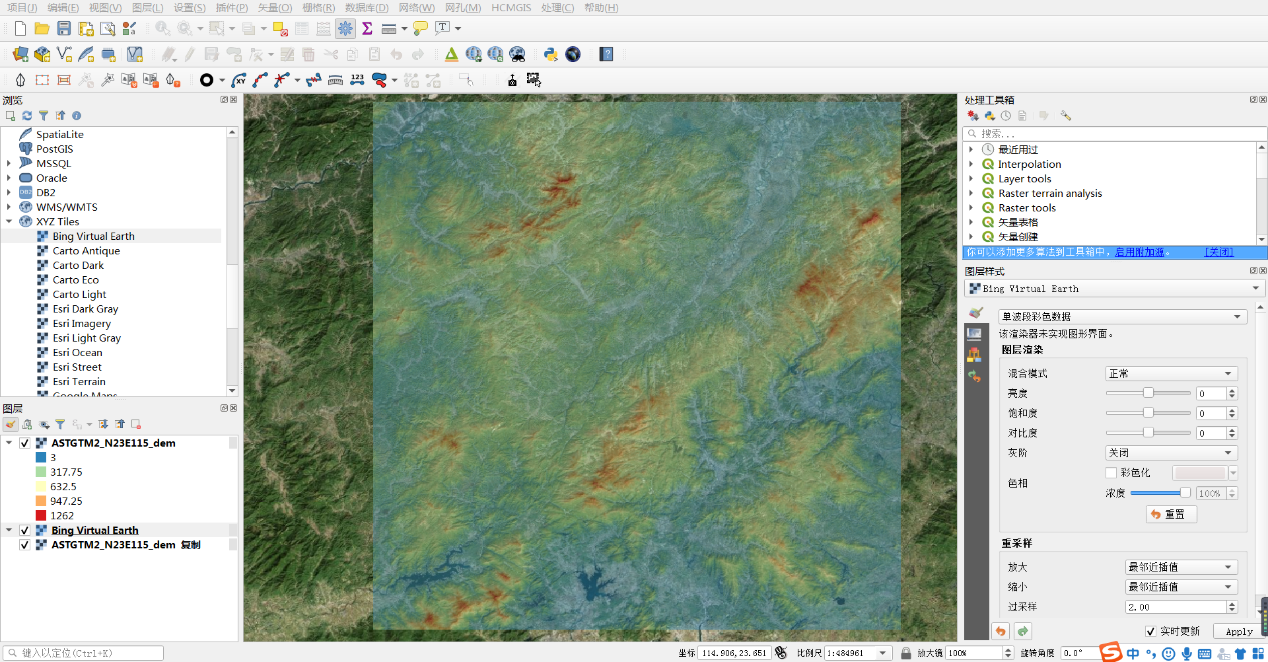 项目(J) 编辑(E) 视图(V) 图层(L) 设置(S) 插件(P) 矢量(O) 栅格(R) 数据库(D) 网络(W) 网孔(M) HCMGIS 处理(C) 帮助(H)
浏览
SpatiaLite
PostGIS
MSSQL
Oracle
DB2
WMS/WMTS
XYZ Tiles
Bing Virtual Earth
Carto Antique
Carto Dark
Carto Eco
Carto Light
Esri Dark Gray
Esri Imagery
Esri Light Gray
Esri Ocean
Esri Street
Esri Terrain
Google Maps
图层
ASTGTM2_N23E115_dem
3
317.75
632.5
947.25
1262
Bing Virtual Earth
ASTGTM2_N23E115_dem 复制
处理工具箱
搜索...
最近用过
Interpolation
Layer tools
Raster terrain analysis
Raster tools
矢量表格
矢量创建
你可以添加更多算法到工具箱中，启用附加源。 [关闭]
图层样式
Bing Virtual Earth
单波段彩色数据
该渲染器未实现图形界面。
图层渲染
混合模式 正常
亮度 0
饱和度 0
对比度 0
灰阶 关闭
色相 彩色化
浓度 100%
重置
重采样
放大 最邻近插值
缩小 最邻近插值
过采样 2.00
实时更新 Apply
键入以定位(Ctrl+K)
坐标 114.906,23.651 比例尺 1:484961 放大镜 100% 旋转角度 0.0°
中